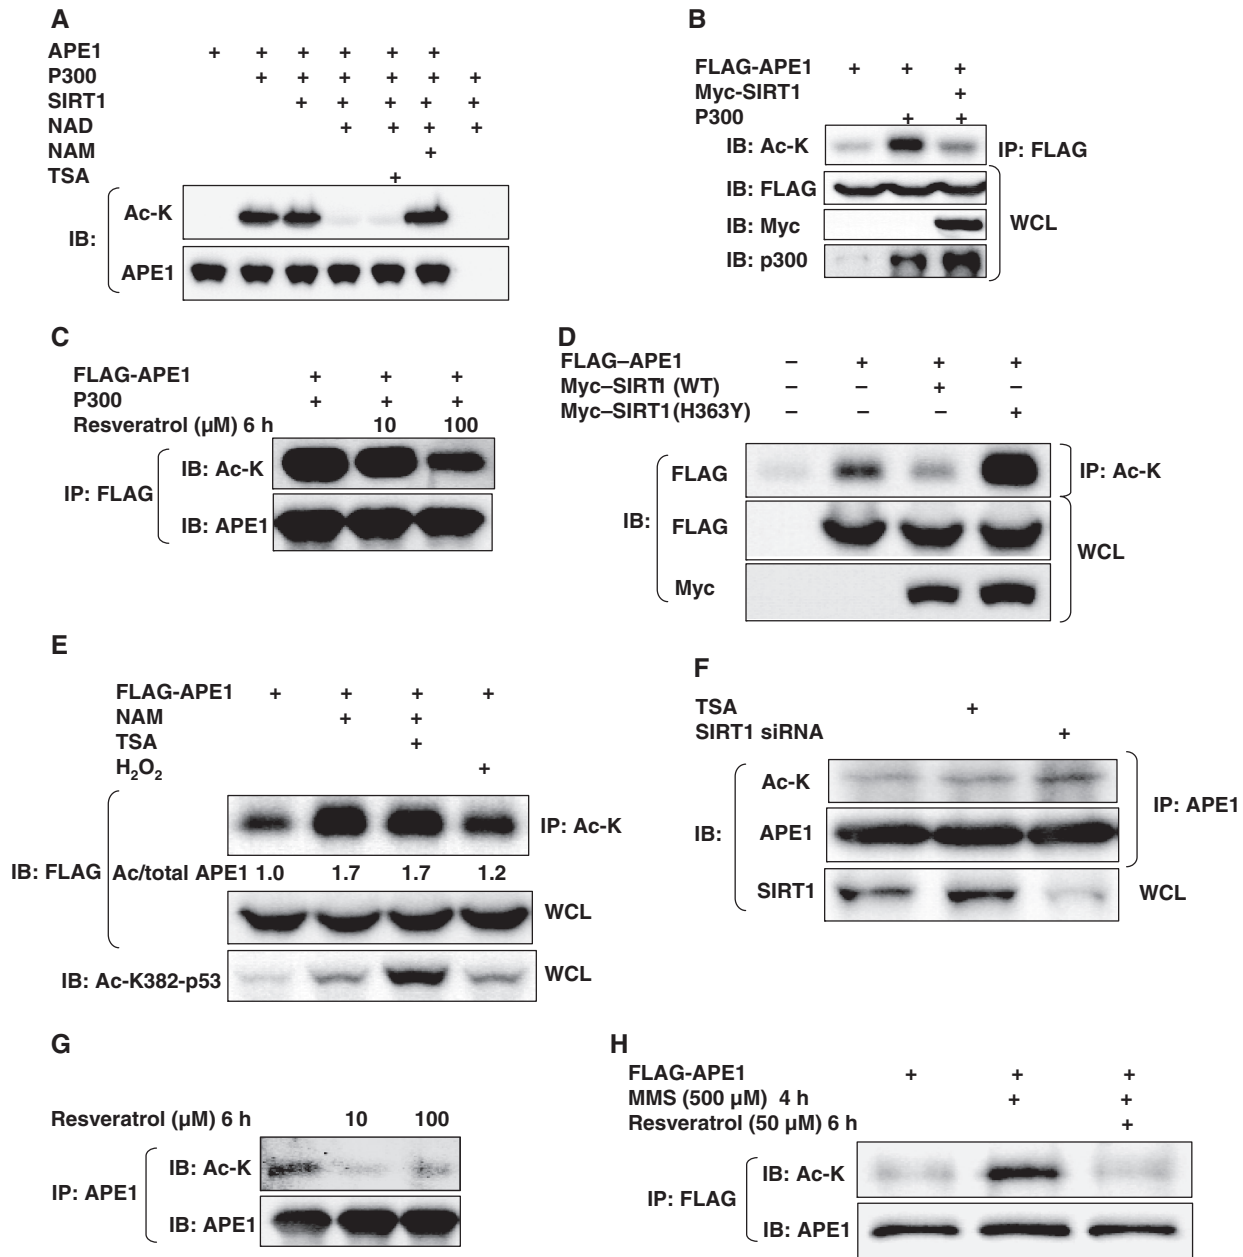 A
APE1 + + + + + +
P300 + + + + + +
SIRT1 + + + + +
NAD + + + +
NAM +
TSA +
IB:
Ac-K
APE1
B
FLAG-APE1 + + +
Myc-SIRT1 +
P300 + +
IB: Ac-K IP: FLAG
IB: FLAG
IB: Myc WCL
IB: p300
C
FLAG-APE1 + + +
P300 + + +
Resveratrol (µM) 6 h 10 100
IP: FLAG
IB: Ac-K
IB: APE1
D
FLAG–APE1 – + + +
Myc–SIRT1 (WT) – – + –
Myc–SIRT1(H363Y) – – – +
IB:
FLAG IP: Ac-K
FLAG
WCL
Myc
E
FLAG-APE1 + + + +
NAM + +
TSA +
H2O2 +
IP: Ac-K
IB: FLAG Ac/total APE1 1.0 1.7 1.7 1.2
WCL
IB: Ac-K382-p53 WCL
F
TSA +
SIRT1 siRNA +
Ac-K
IP: APE1
IB: APE1
SIRT1 WCL
G
Resveratrol (µM) 6 h 10 100
IP: APE1
IB: Ac-K
IB: APE1
H
FLAG-APE1 + + +
MMS (500 µM) 4 h + +
Resveratrol (50 µM) 6 h +
IP: FLAG
IB: Ac-K
IB: APE1